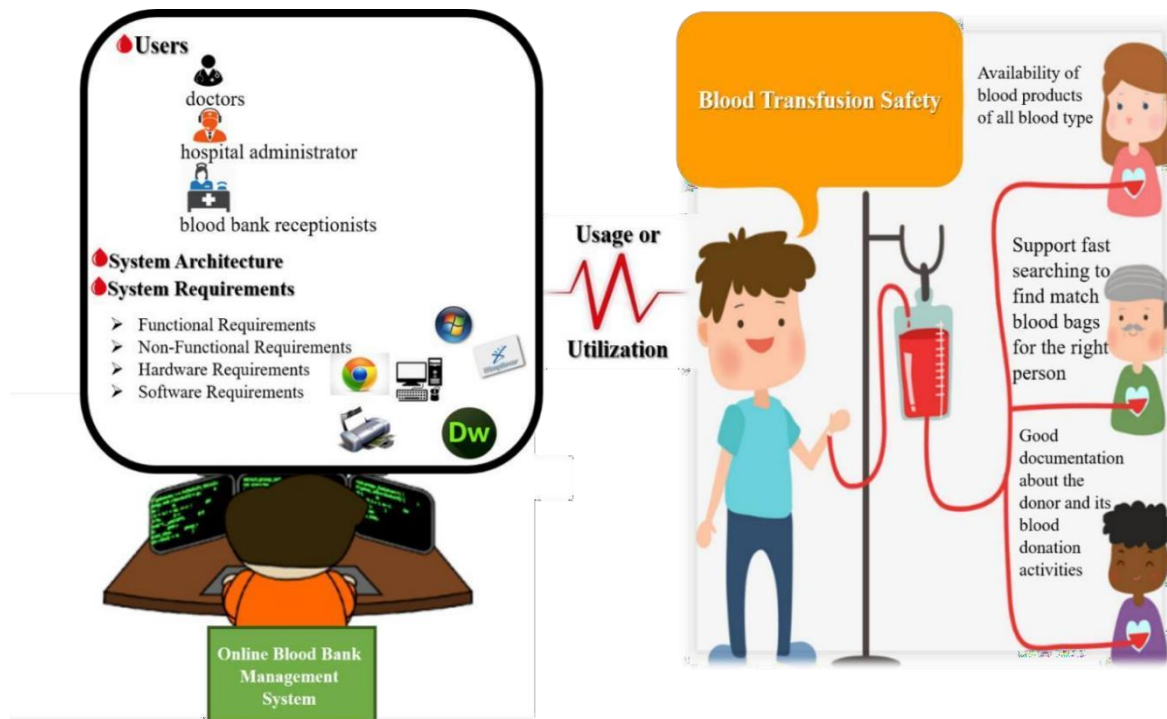 Users
doctors
hospital administrator
blood bank receptionists
System Architecture
System Requirements
Functional Requirements
Non-Functional Requirements
Hardware Requirements
Software Requirements
Dw
Online Blood Bank
Management
System
Usage or
Utilization
Blood Transfusion Safety
Availability of
blood products
of all blood type
Support fast
searching to
find match
blood bags
for the right
person
Good
documentation
about the
donor and its
blood
donation
activities